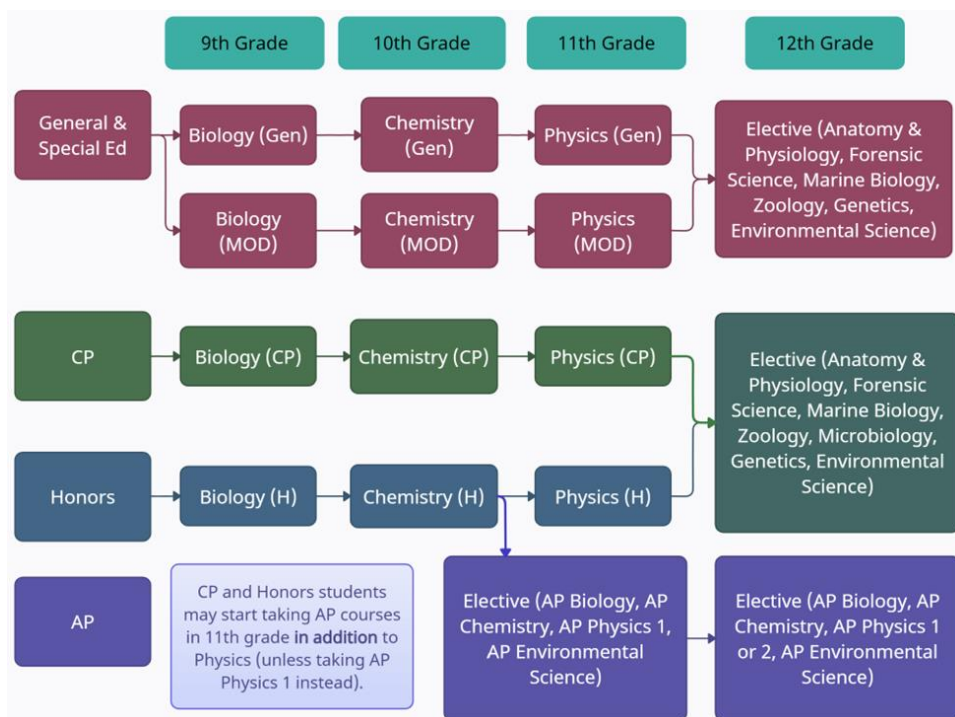 9th Grade
10th Grade
11th Grade
12th Grade
General &
Special Ed
Biology (Gen)
Chemistry
(Gen)
Physics (Gen)
Elective (Anatomy &
Physiology, Forensic
Science, Marine Biology,
Zoology, Genetics,
Environmental Science)
Biology
(MOD)
Chemistry
(MOD)
Physics
(MOD)
CP
Biology (CP)
Chemistry (CP)
Physics (CP)
Elective (Anatomy &
Physiology, Forensic
Science, Marine Biology,
Zoology, Microbiology,
Genetics, Environmental
Science)
Honors
Biology (H)
Chemistry (H)
Physics (H)
AP
CP and Honors students
may start taking AP courses
in 11th grade in addition to
Physics (unless taking AP
Physics 1 instead).
Elective (AP Biology, AP
Chemistry, AP Physics 1,
AP Environmental
Science)
Elective (AP Biology, AP
Chemistry, AP Physics 1
or 2, AP Environmental
Science)